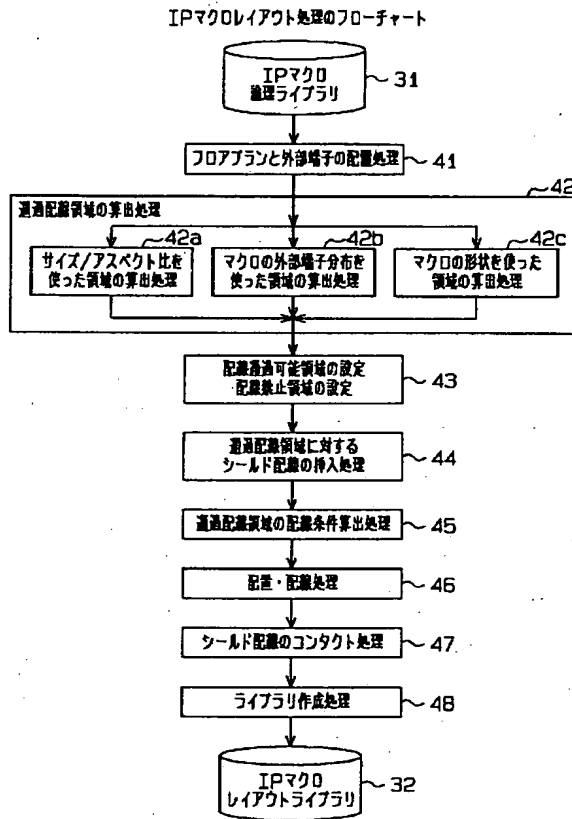 IPマクロレイアウト処理のフローチャート
IPマクロ
論理ライブラリ
31
フロアプランと外部端子の配置処理
41
42
通過配線領域の算出処理
42a
42b
42c
サイズ/アスペクト比を
使った領域の算出処理
マクロの外部端子分布を
使った領域の算出処理
マクロの形状を使った
領域の算出処理
配線通過可能領域の設定
配線禁止領域の設定
43
通過配線領域に対する
シールド配線の挿入処理
44
通過配線領域の配線条件算出処理
45
配置・配線処理
46
シールド配線のコンタクト処理
47
ライブラリ作成処理
48
IPマクロ
レイアウトライブラリ
32